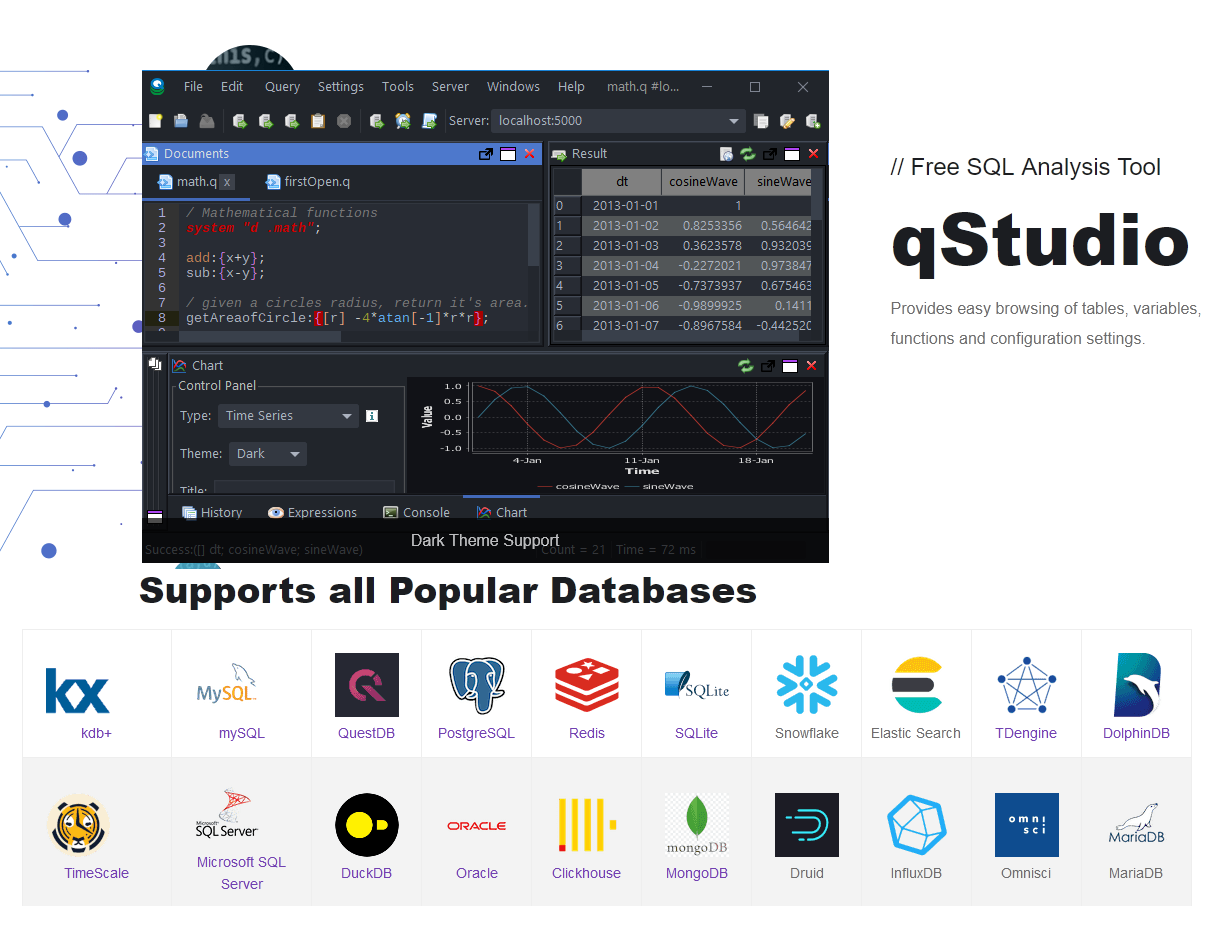 File Edit Query Settings Tools Server Windows Help math.q #lo...
Server: localhost:5000
Documents
math.q x firstOpen.q
1 / Mathematical functions
2 system "d .math";
3
4 add:{x+y};
5 sub:{x-y};
6
7 / given a circles radius, return it's area.
8 getAreaofCircle:{[r] -4*atan[-1]*r*r};
Result
dt cosineWave sineWave
0 2013-01-01 1
1 2013-01-02 0.8253356 0.564642
2 2013-01-03 0.3623578 0.932039
3 2013-01-04 -0.2272021 0.973847
4 2013-01-05 -0.7373937 0.675463
5 2013-01-06 -0.9899925 0.1411
6 2013-01-07 -0.8967584 -0.442520
Chart
Control Panel
Type: Time Series
Theme: Dark
Title:
Value
1.0
0.5
0.0
-0.5
-1.0
4-Jan 11-Jan 18-Jan
Time
cosineWave sineWave
History Expressions Console Chart
Dark Theme Support
Success:([] dt; cosineWave; sineWave) Count = 21 Time = 72 ms
// Free SQL Analysis Tool
qStudio
Provides easy browsing of tables, variables,
functions and configuration settings.
Supports all Popular Databases
kx MySQL SQLite
kdb+ mySQL QuestDB PostgreSQL Redis SQLite Snowflake Elastic Search TDengine DolphinDB
Microsoft SQL Server ORACLE mongoDB omni sci MariaDB
TimeScale Microsoft SQL Server DuckDB Oracle Clickhouse MongoDB Druid InfluxDB Omnisci MariaDB